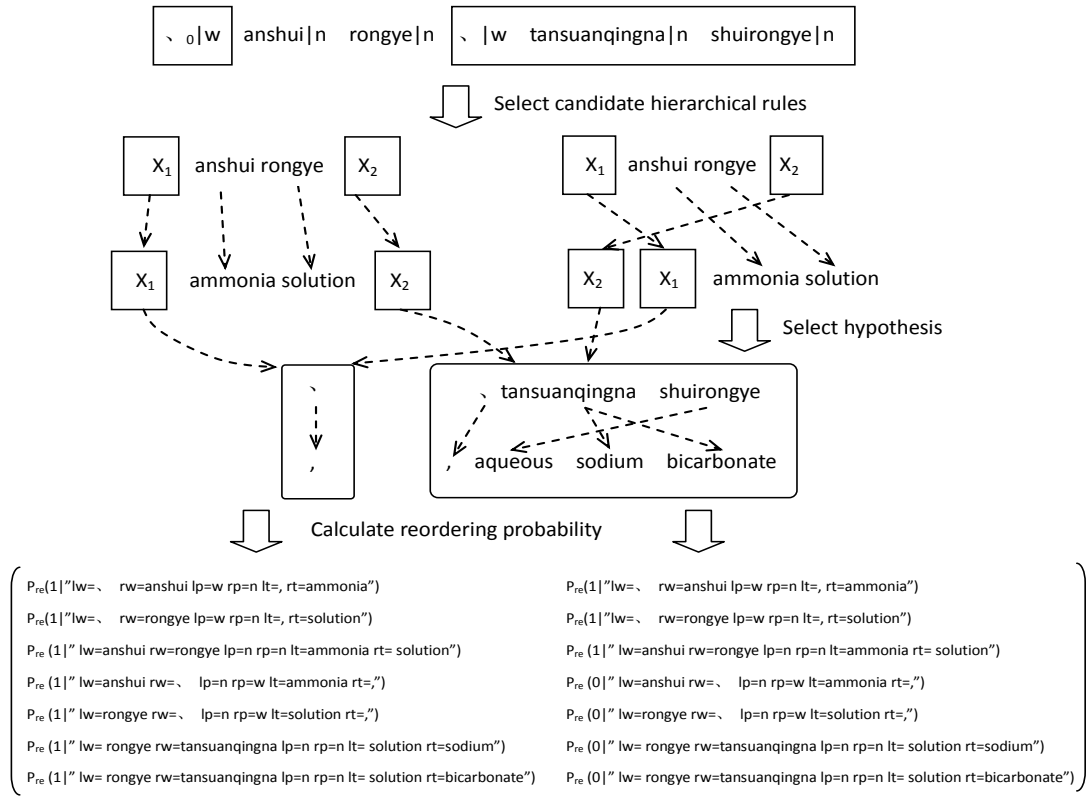 、0|w anshui|n rongye|n 、|w tansuanqingna|n shuirongye|n
Select candidate hierarchical rules
X1 anshui rongye X2 X1 anshui rongye X2
X1 ammonia solution X2 X2 X1 ammonia solution
Select hypothesis
、 、 tansuanqingna shuirongye
, , aqueous sodium bicarbonate
Calculate reordering probability
Pre(1|”lw=、 rw=anshui lp=w rp=n lt=, rt=ammonia”) Pre(1|”lw=、 rw=anshui lp=w rp=n lt=, rt=ammonia”)
Pre(1|”lw=、 rw=rongye lp=w rp=n lt=, rt=solution”) Pre(1|”lw=、 rw=rongye lp=w rp=n lt=, rt=solution”)
Pre (1|” lw=anshui rw=rongye lp=n rp=n lt=ammonia rt= solution”) Pre (1|” lw=anshui rw=rongye lp=n rp=n lt=ammonia rt= solution”)
Pre (1|” lw=anshui rw=、 lp=n rp=w lt=ammonia rt=,”) Pre (0|” lw=anshui rw=、 lp=n rp=w lt=ammonia rt=,”)
Pre (1|” lw=rongye rw=、 lp=n rp=w lt=solution rt=,”) Pre (0|” lw=rongye rw=、 lp=n rp=w lt=solution rt=,”)
Pre (1|” lw= rongye rw=tansuanqingna lp=n rp=n lt= solution rt=sodium”) Pre (0|” lw= rongye rw=tansuanqingna lp=n rp=n lt= solution rt=sodium”)
Pre (1|” lw= rongye rw=tansuanqingna lp=n rp=n lt= solution rt=bicarbonate”) Pre (0|” lw= rongye rw=tansuanqingna lp=n rp=n lt= solution rt=bicarbonate”)